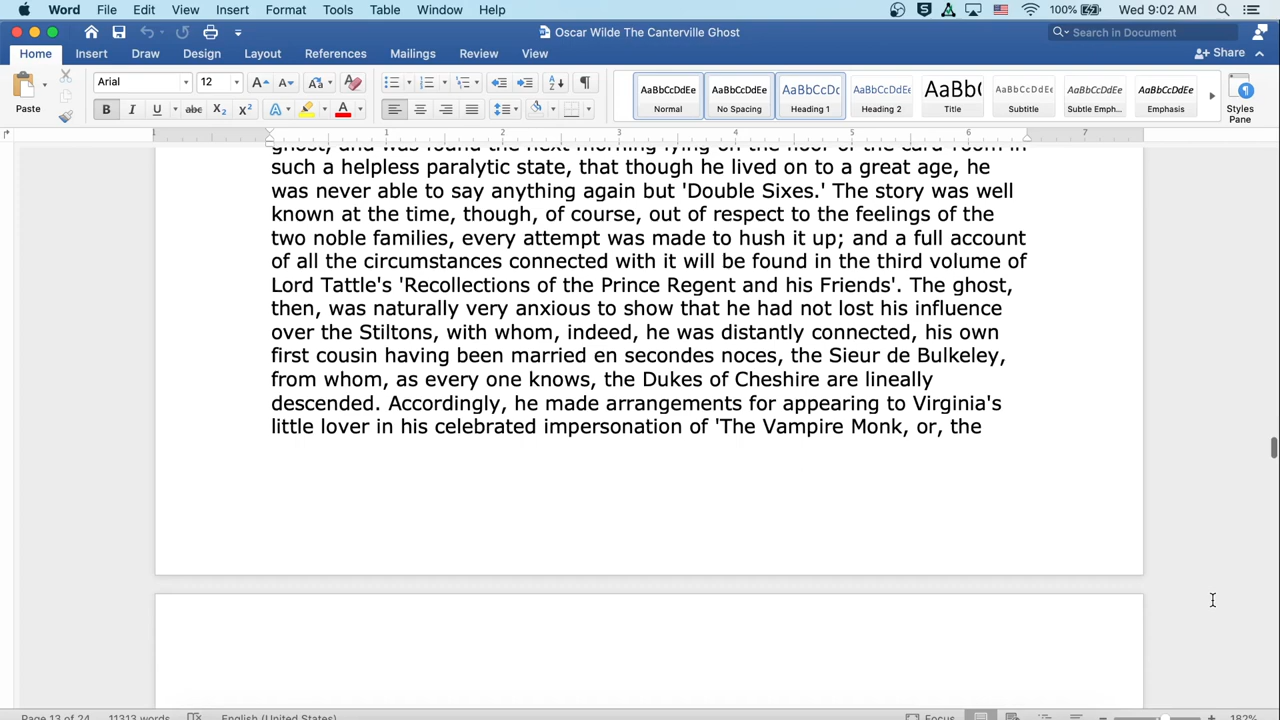 Word File Edit View Insert Format Tools Table Window Help 100% Wed 9:02 AM
Oscar Wilde The Canterville Ghost
Search in Document
Home Insert Draw Design Layout References Mailings Review View Share
Paste Arial 12 AaBbCcDdEe AaBbCcDdEe AaBbCcDc AaBbCcDdEe AaBb( AaBbCcDdEe AaBbCcDdEe AaBbCcDdEe
Normal No Spacing Heading 1 Heading 2 Title Subtitle Subtle Emph... Emphasis Styles Pane
1 1 2 3 4 5 6 7
ghost, and was found the next morning lying on the floor of the card-room in
such a helpless paralytic state, that though he lived on to a great age, he
was never able to say anything again but 'Double Sixes.' The story was well
known at the time, though, of course, out of respect to the feelings of the
two noble families, every attempt was made to hush it up; and a full account
of all the circumstances connected with it will be found in the third volume of
Lord Tattle's 'Recollections of the Prince Regent and his Friends'. The ghost,
then, was naturally very anxious to show that he had not lost his influence
over the Stiltons, with whom, indeed, he was distantly connected, his own
first cousin having been married en secondes noces, the Sieur de Bulkeley,
from whom, as every one knows, the Dukes of Cheshire are lineally
descended. Accordingly, he made arrangements for appearing to Virginia's
little lover in his celebrated impersonation of 'The Vampire Monk, or, the
Page 13 of 24 11313 words English (United States) Focus 182%